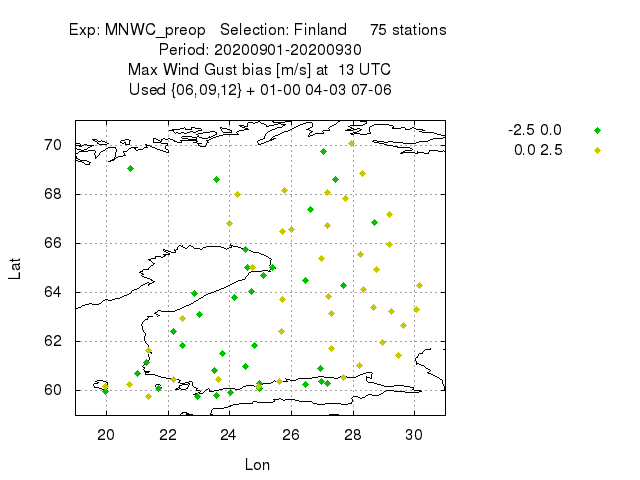 Exp: MNWC_preop   Selection: Finland     75 stations
Period: 20200901-20200930
Max Wind Gust bias [m/s] at  13 UTC
Used {06,09,12} + 01-00 04-03 07-06
-2.5 0.0
0.0 2.5
70
68
66
64
62
60
Lat
20 22 24 26 28 30
Lon